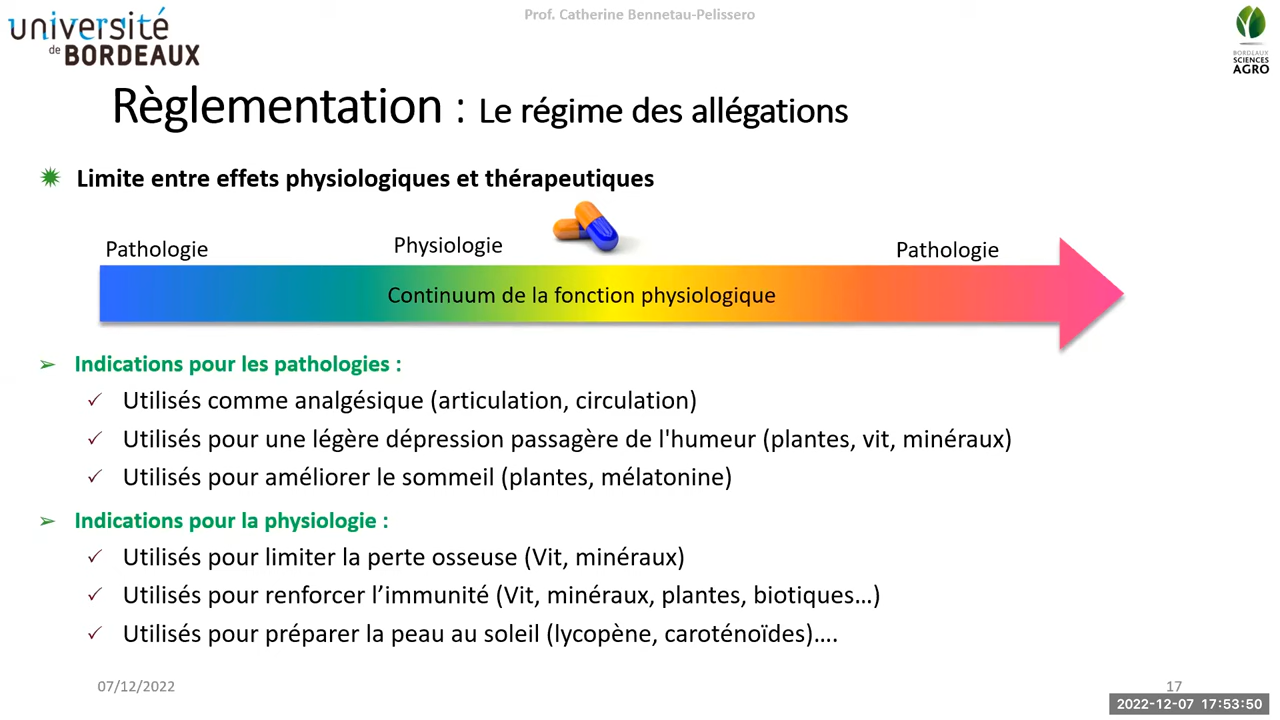 Prof. Catherine Bennetau-Pelissero
université
de BORDEAUX
BORDEAUX
SCIENCES
AGRO
Règlementation : Le régime des allégations
Limite entre effets physiologiques et thérapeutiques
Pathologie
Physiologie
Pathologie
Continuum de la fonction physiologique
➢ Indications pour les pathologies :
✓ Utilisés comme analgésique (articulation, circulation)
✓ Utilisés pour une légère dépression passagère de l'humeur (plantes, vit, minéraux)
✓ Utilisés pour améliorer le sommeil (plantes, mélatonine)
➢ Indications pour la physiologie :
✓ Utilisés pour limiter la perte osseuse (Vit, minéraux)
✓ Utilisés pour renforcer l’immunité (Vit, minéraux, plantes, biotiques…)
✓ Utilisés pour préparer la peau au soleil (lycopène, caroténoïdes)….
07/12/2022
17
2022-12-07 17:53:50